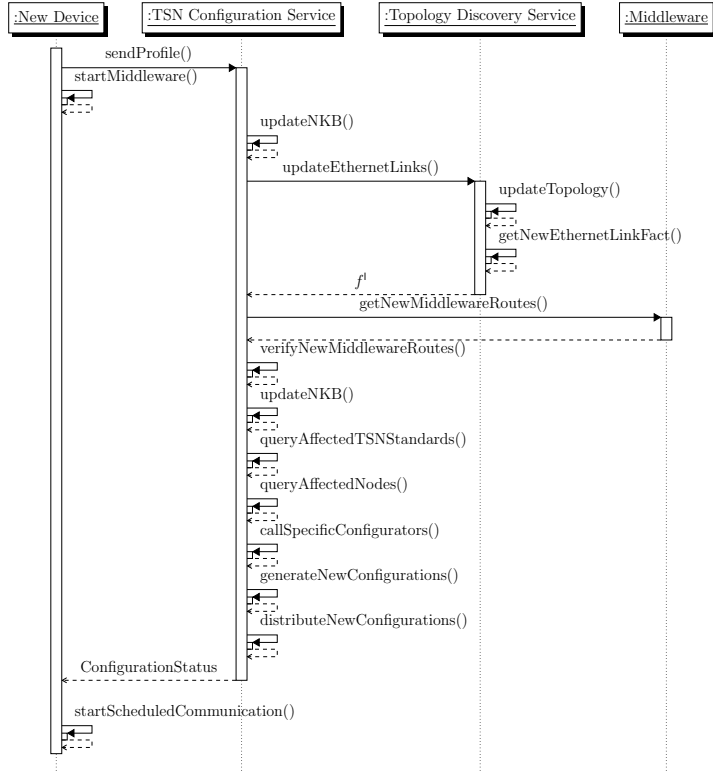 :New Device
:TSN Configuration Service
:Topology Discovery Service
:Middleware
sendProfile()
startMiddleware()
updateNKB()
updateEthernetLinks()
updateTopology()
getNewEthernetLinkFact()
f'
getNewMiddlewareRoutes()
verifyNewMiddlewareRoutes()
updateNKB()
queryAffectedTSNStandards()
queryAffectedNodes()
callSpecificConfigurators()
generateNewConfigurations()
distributeNewConfigurations()
ConfigurationStatus
startScheduledCommunication()